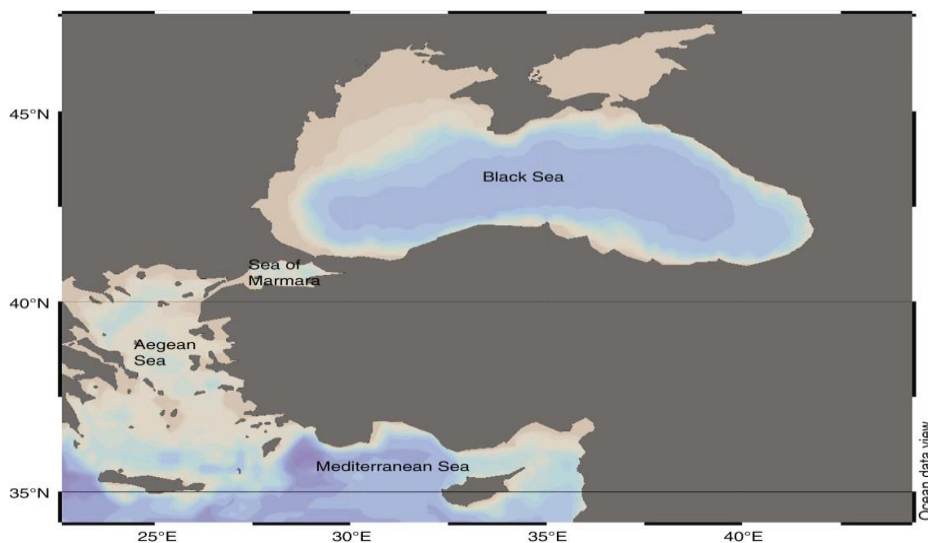 45°N
Black Sea
Sea of
Marmara
40°N
Aegean
Sea
Mediterranean Sea
35°N
25°E
30°E
35°E
40°E
Ocean data view